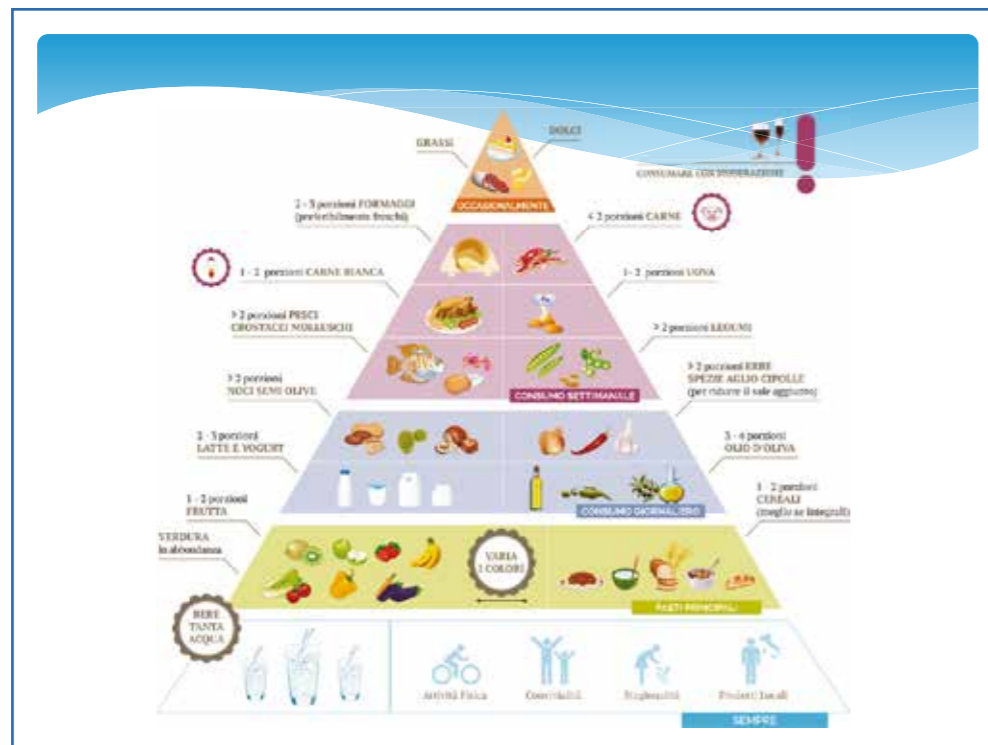 GRASSI
DOLCI
CONSUMARE CON MODERAZIONE
OCCASIONALMENTE
2 - 3 porzioni FORMAGGI
(preferibilmente freschi)
≤ 2 porzioni CARNE
1 - 2 porzioni CARNE BIANCA
1- 2 porzioni UOVA
> 2 porzioni PESCI
CROSTACEI MOLLUSCHI
> 2 porzioni LEGUMI
CONSUMO SETTIMANALE
> 2 porzioni
NOCI SEMI OLIVE
> 2 porzioni ERBE
SPEZIE AGLIO CIPOLLE
(per ridurre il sale aggiunto)
2 - 3 porzioni
LATTE E YOGURT
3 - 4 porzioni
OLIO D'OLIVA
CONSUMO GIORNALIERO
1 - 2 porzioni
FRUTTA
1 - 2 porzioni
CEREALI
(meglio se integrali)
VERDURA
in abbondanza
VARIA
I COLORI
PASTI PRINCIPALI
BERE
TANTA
ACQUA
Attività Fisica
Convivialità
Stagionalità
Prodotti Locali
SEMPRE